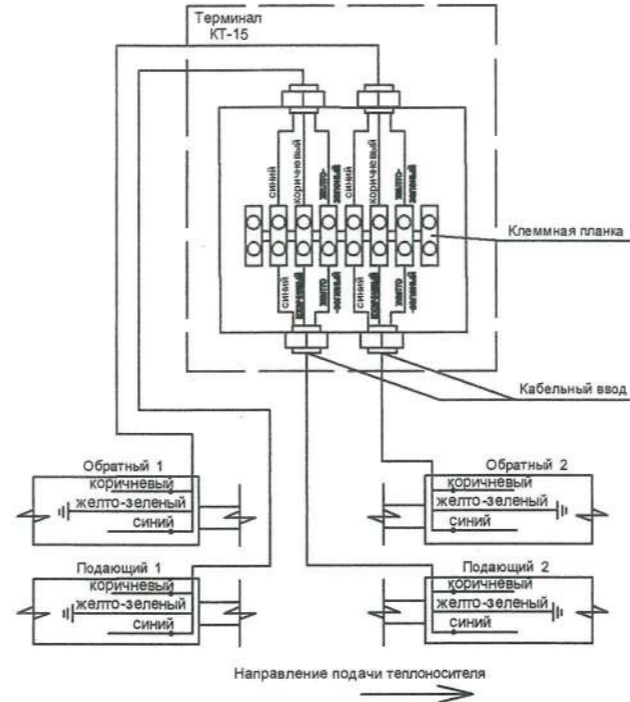 Терминал
КТ-15
синий
коричневый
желто-
зеленый
синий
коричневый
желто-
зеленый
Клеммная планка
синий
коричневый
желто
-зеленый
синий
коричневый
желто
-зеленый
Кабельный ввод
Обратный 1
коричневый
желто-зеленый
синий
Обратный 2
коричневый
желто-зеленый
синий
Подающий 1
коричневый
желто-зеленый
синий
Подающий 2
коричневый
желто-зеленый
синий
Направление подачи теплоносителя